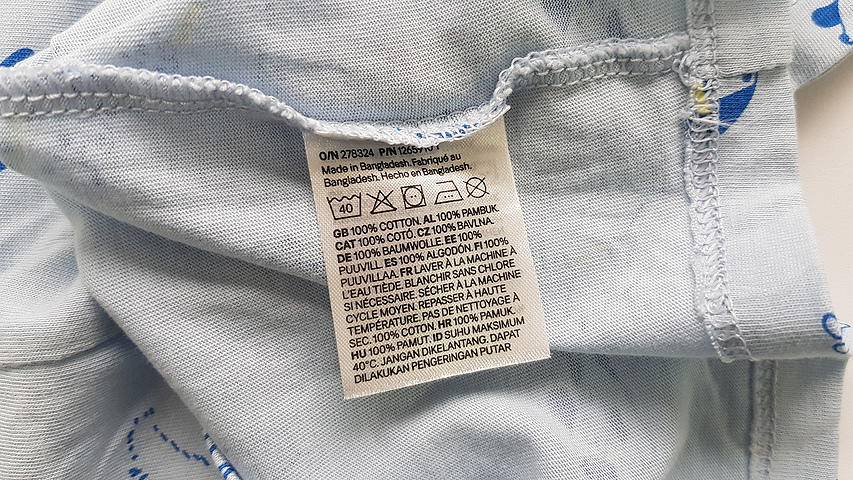 O/N 278324 P/N
Made in Bangladesh. Fabriqué au
Bangladesh. Hecho en Bangladesh.
40
GB 100% COTTON. AL 100% PAMBUK.
CAT 100% COTÓ. CZ 100% BAVLNA.
DE 100% BAUMWOLLE. EE 100%
PUUVILL. ES 100% ALGODÓN. FI 100%
PUUVILLAA. FR LAVER À LA MACHINE À
L'EAU TIÈDE. BLANCHIR SANS CHLORE
SI NÉCESSAIRE. SÉCHER À LA MACHINE
CYCLE MOYEN. REPASSER À HAUTE
TEMPÉRATURE. PAS DE NETTOYAGE À
SEC. 100% COTON. HR 100% PAMUK.
HU 100% PAMUT. ID SUHU MAKSIMUM
40°C. JANGAN DIKELANTANG. DAPAT
DILAKUKAN PENGERINGAN PUTAR